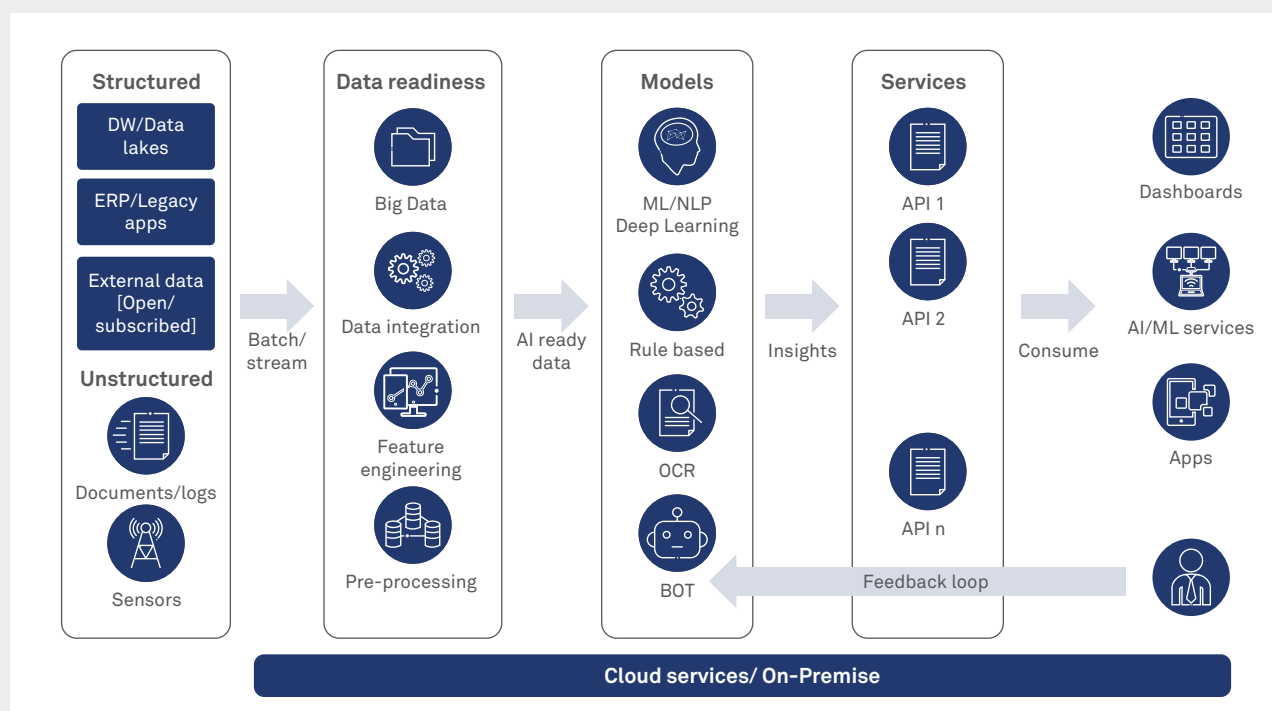 Structured
DW/Data
lakes
ERP/Legacy
apps
External data
[Open/
subscribed]
Unstructured
Documents/logs
Sensors
Batch/
stream
Data readiness
Big Data
Data integration
Feature
engineering
Pre-processing
AI ready
data
Models
ML/NLP
Deep Learning
Rule based
OCR
BOT
Insights
Services
API 1
API 2
API n
Consume
Dashboards
AI/ML services
Apps
Feedback loop
Cloud services/ On-Premise